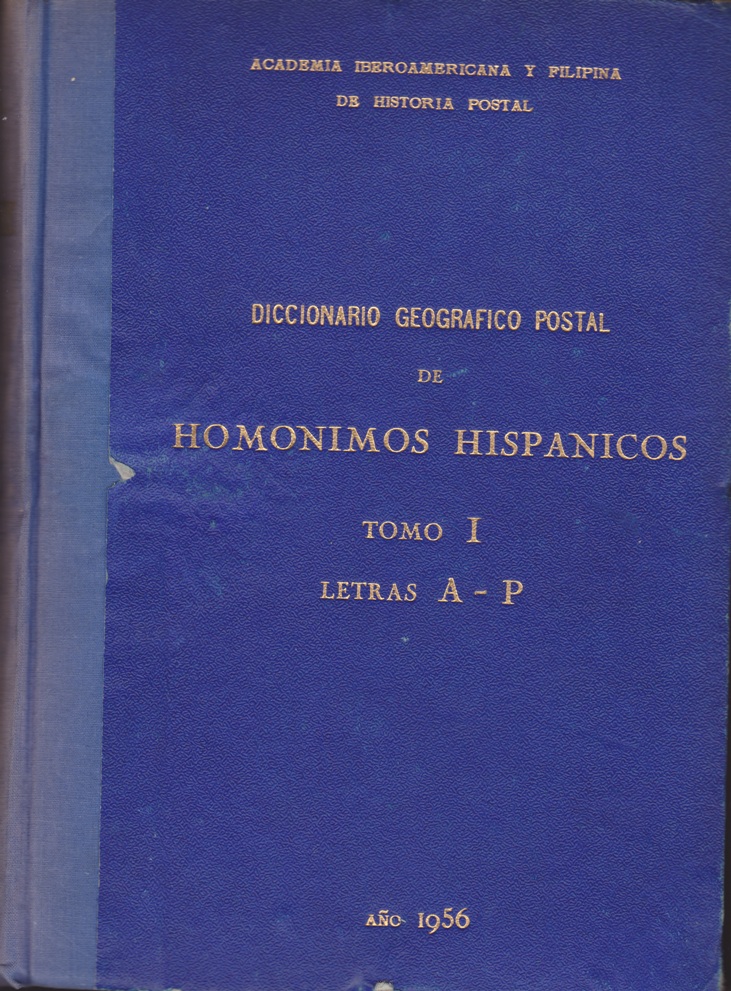 ACADEMIA IBEROAMERICANA Y FILIPINA
DE HISTORIA POSTAL
DICCIONARIO GEOGRAFICO POSTAL
DE
HOMONIMOS HISPANICOS
TOMO I
LETRAS A - P
AÑO 1956